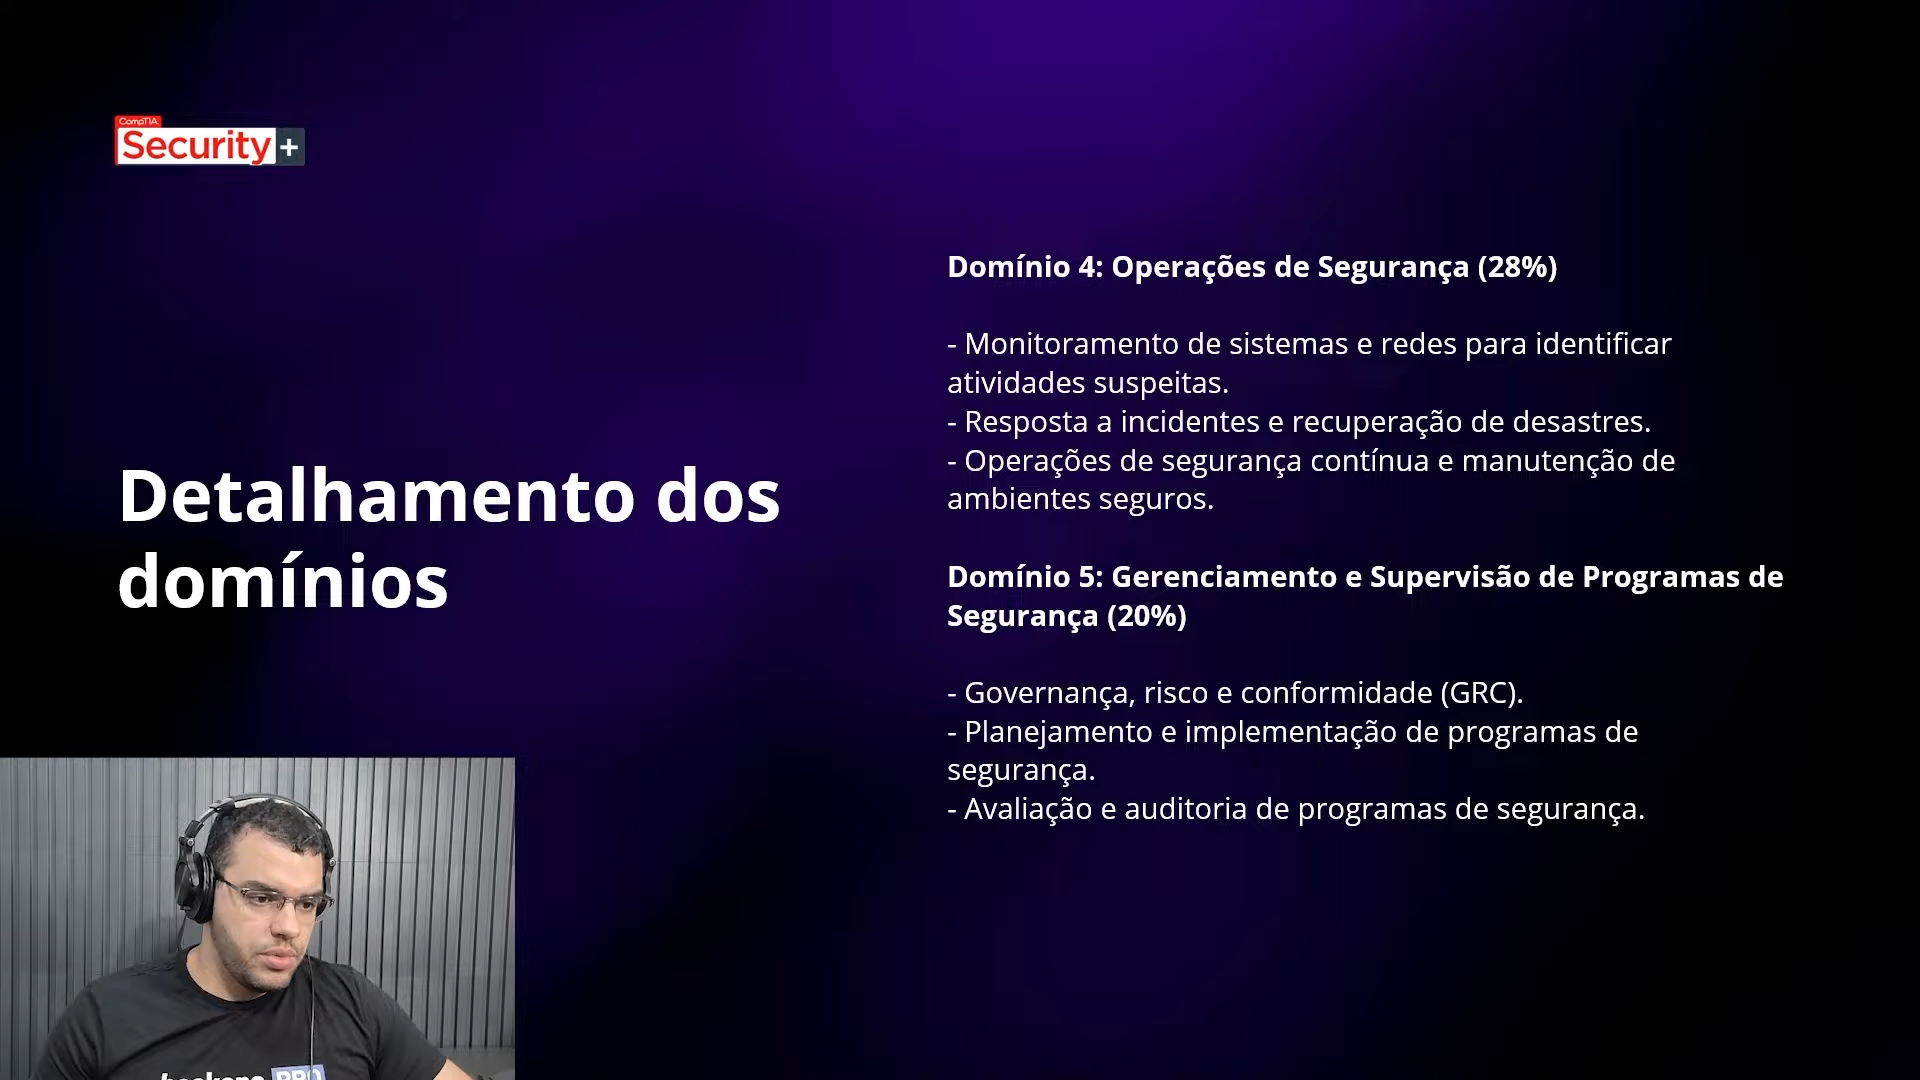 CompTIA
Security+
Detalhamento dos
domínios
Domínio 4: Operações de Segurança (28%)
- Monitoramento de sistemas e redes para identificar
atividades suspeitas.
- Resposta a incidentes e recuperação de desastres.
- Operações de segurança contínua e manutenção de
ambientes seguros.
Domínio 5: Gerenciamento e Supervisão de Programas de
Segurança (20%)
- Governança, risco e conformidade (GRC).
- Planejamento e implementação de programas de
segurança.
- Avaliação e auditoria de programas de segurança.
PRO